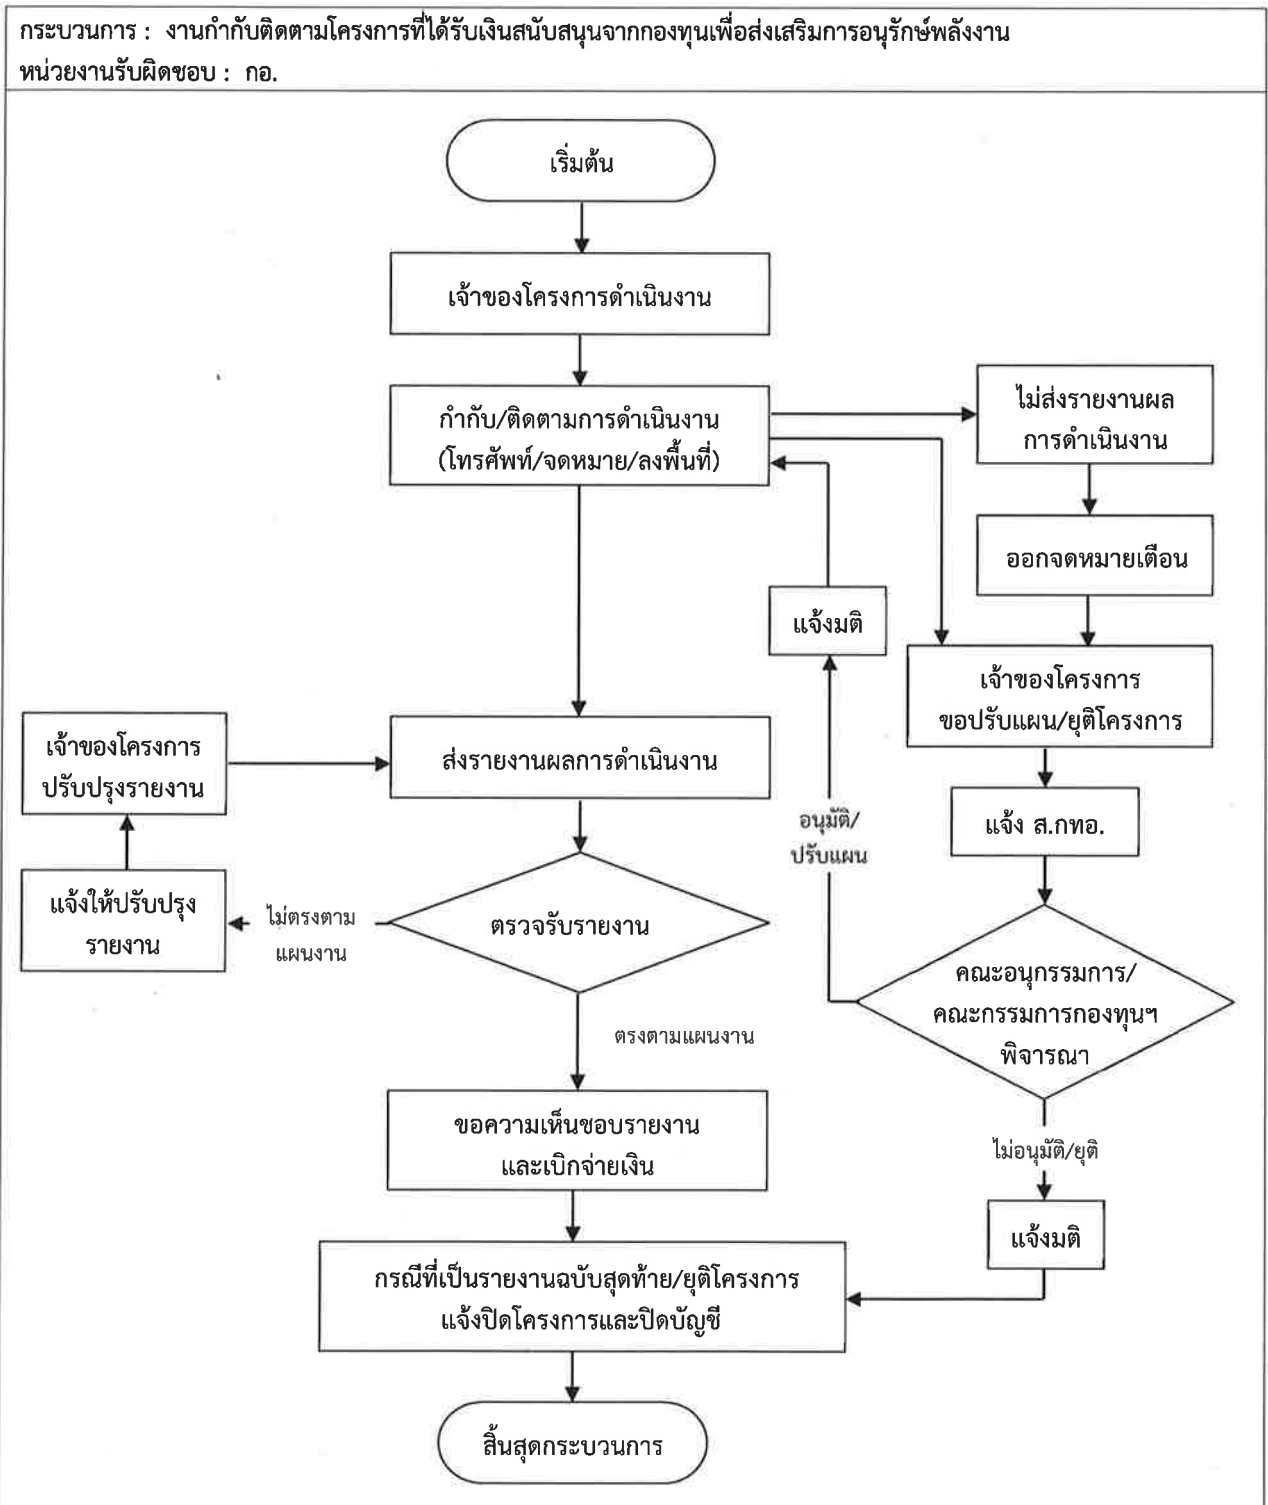 กระบวนการ : งานกำกับติดตามโครงการที่ได้รับเงินสนับสนุนจากกองทุนเพื่อส่งเสริมการอนุรักษ์พลังงาน
หน่วยงานรับผิดชอบ : กอ.
เริ่มต้น
เจ้าของโครงการดำเนินงาน
กำกับ/ติดตามการดำเนินงาน
(โทรศัพท์/จดหมาย/ลงพื้นที่)
ไม่ส่งรายงานผล
การดำเนินงาน
ออกจดหมายเตือน
แจ้งมติ
เจ้าของโครงการ
ขอปรับแผน/ยุติโครงการ
เจ้าของโครงการ
ปรับปรุงรายงาน
ส่งรายงานผลการดำเนินงาน
อนุมัติ/
ปรับแผน
แจ้ง ส.กทอ.
แจ้งให้ปรับปรุง
รายงาน
ไม่ตรงตาม
แผนงาน
ตรวจรับรายงาน
คณะอนุกรรมการ/
คณะกรรมการกองทุนฯ
พิจารณา
ตรงตามแผนงาน
ขอความเห็นชอบรายงาน
และเบิกจ่ายเงิน
ไม่อนุมัติ/ยุติ
แจ้งมติ
กรณีที่เป็นรายงานฉบับสุดท้าย/ยุติโครงการ
แจ้งปิดโครงการและปิดบัญชี
สิ้นสุดกระบวนการ